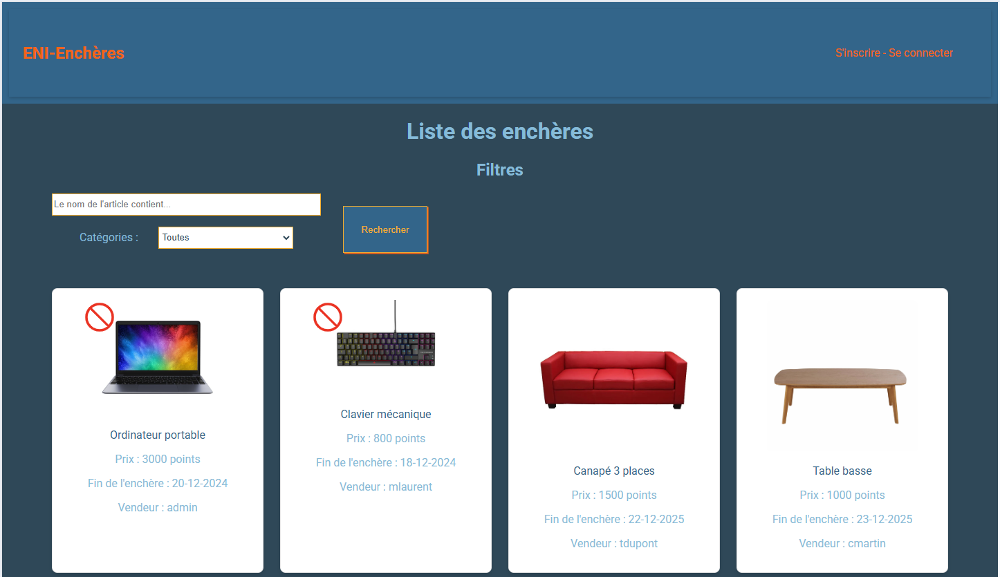 ENI-Enchères
S'inscrire - Se connecter
Liste des enchères
Filtres
Le nom de l'article contient...
Catégories :
Toutes
Rechercher
Ordinateur portable
Prix : 3000 points
Fin de l'enchère : 20-12-2024
Vendeur : admin
Clavier mécanique
Prix : 800 points
Fin de l'enchère : 18-12-2024
Vendeur : mlaurent
Canapé 3 places
Prix : 1500 points
Fin de l'enchère : 22-12-2025
Vendeur : tdupont
Table basse
Prix : 1000 points
Fin de l'enchère : 23-12-2025
Vendeur : cmartin